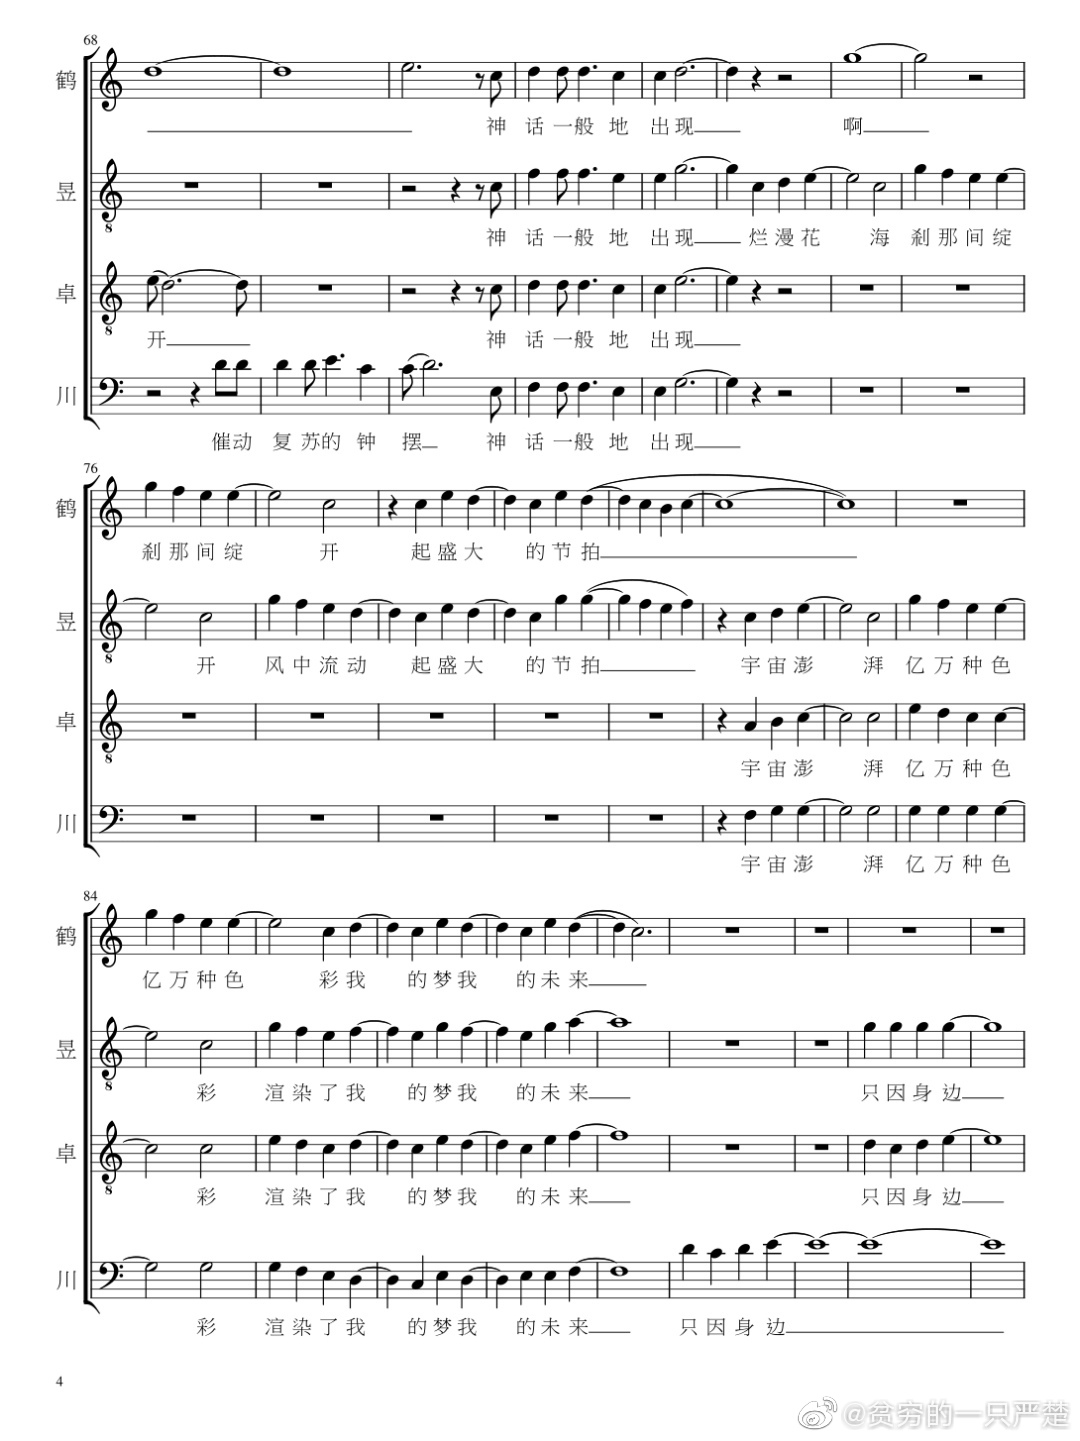 68
鹤
神 话 一 般 地 出 现 啊
昱
神 话 一 般 地 出 现 烂 漫 花 海 刹 那 间 绽
卓
开 神 话 一 般 地 出 现
川
催 动 复 苏 的 钟 摆 神 话 一 般 地 出 现
76
鹤
刹 那 间 绽 开 起 盛 大 的 节 拍
昱
开 风 中 流 动 起 盛 大 的 节 拍 宇 宙 澎 湃 亿 万 种 色
卓
宇 宙 澎 湃 亿 万 种 色
川
宇 宙 澎 湃 亿 万 种 色
84
鹤
亿 万 种 色 彩 我 的 梦 我 的 未 来
昱
彩 渲 染 了 我 的 梦 我 的 未 来 只 因 身 边
卓
彩 渲 染 了 我 的 梦 我 的 未 来 只 因 身 边
川
彩 渲 染 了 我 的 梦 我 的 未 来 只 因 身 边
4
@贫穷的一只严楚